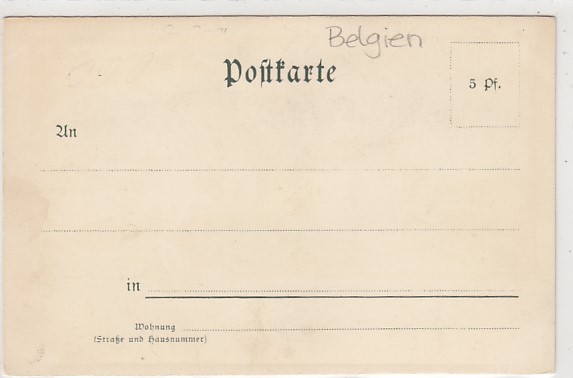 Belgien
Postkarte
5 Pf.
An
in
Wohnung
(Straße und Hausnummer)